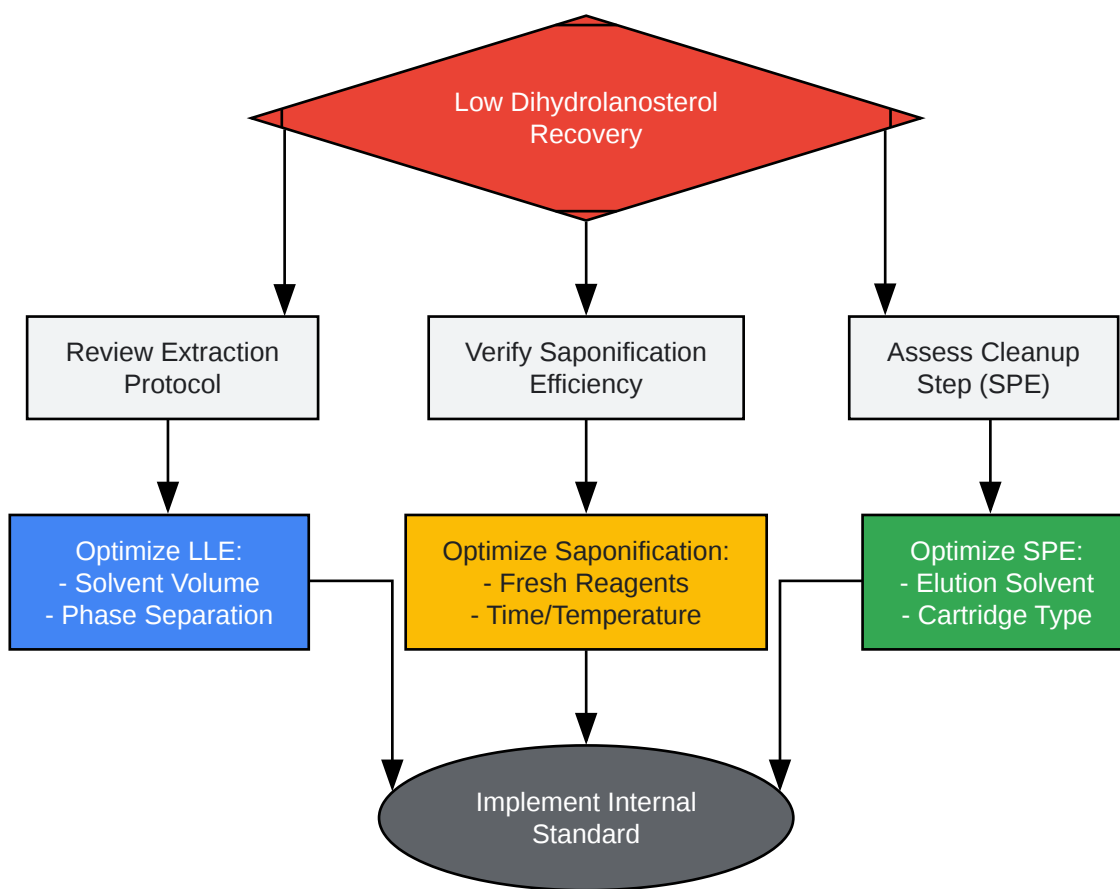 Low Dihydrolanosterol
Recovery
Review Extraction
Protocol
Verify Saponification
Efficiency
Assess Cleanup
Step (SPE)
Optimize LLE:
- Solvent Volume
- Phase Separation
Optimize Saponification:
- Fresh Reagents
- Time/Temperature
Optimize SPE:
- Elution Solvent
- Cartridge Type
Implement Internal
Standard